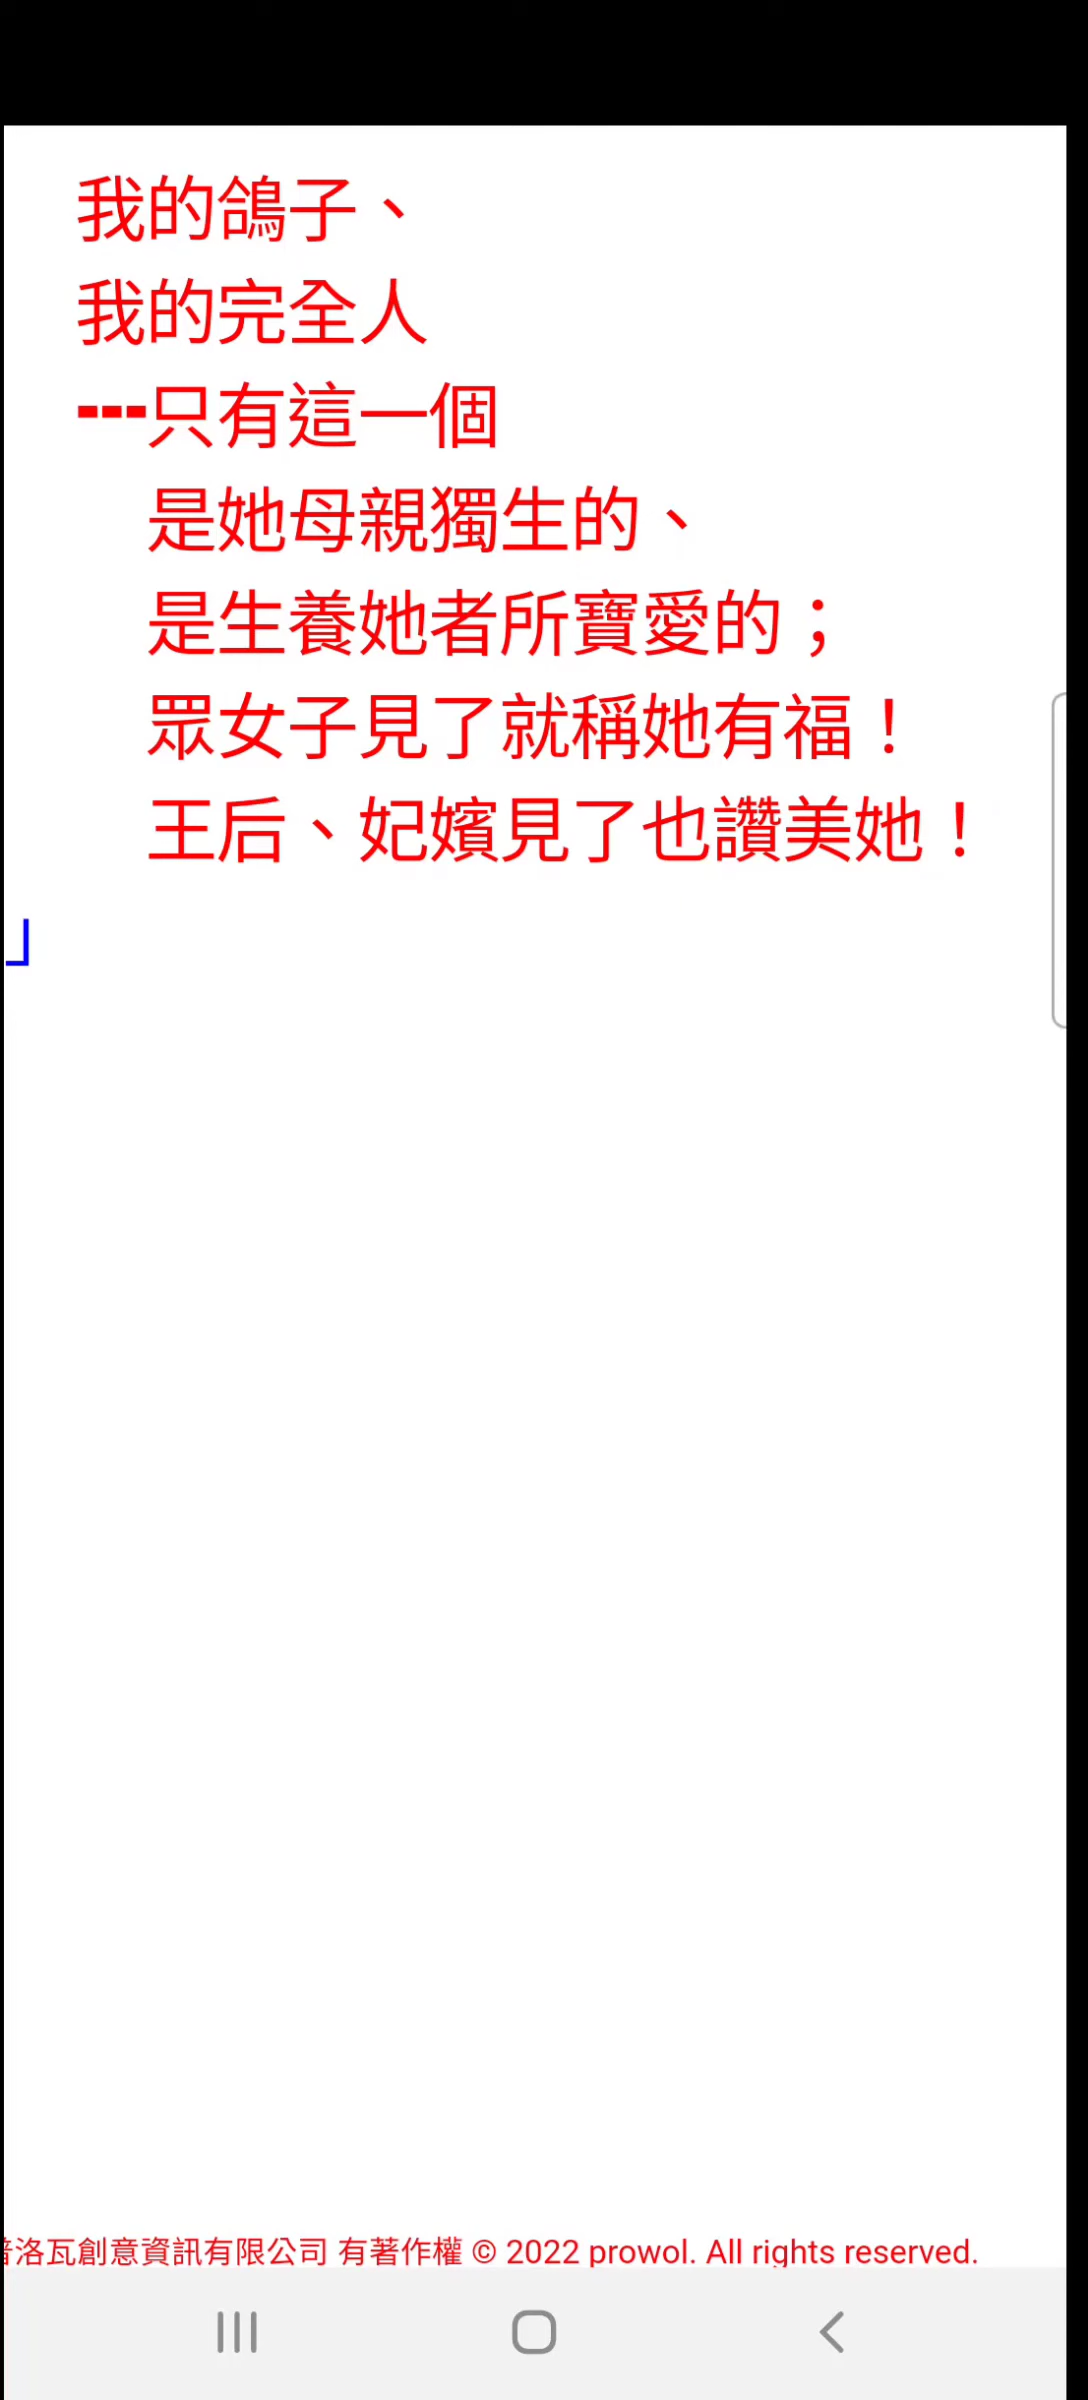 我的鴿子、
我的完全人
---只有這一個
是她母親獨生的、
是生養她者所寶愛的；
眾女子見了就稱她有福！
王后、妃嬪見了也讚美她！
」
洛瓦創意資訊有限公司 有著作權 © 2022 prowol. All rights reserved.